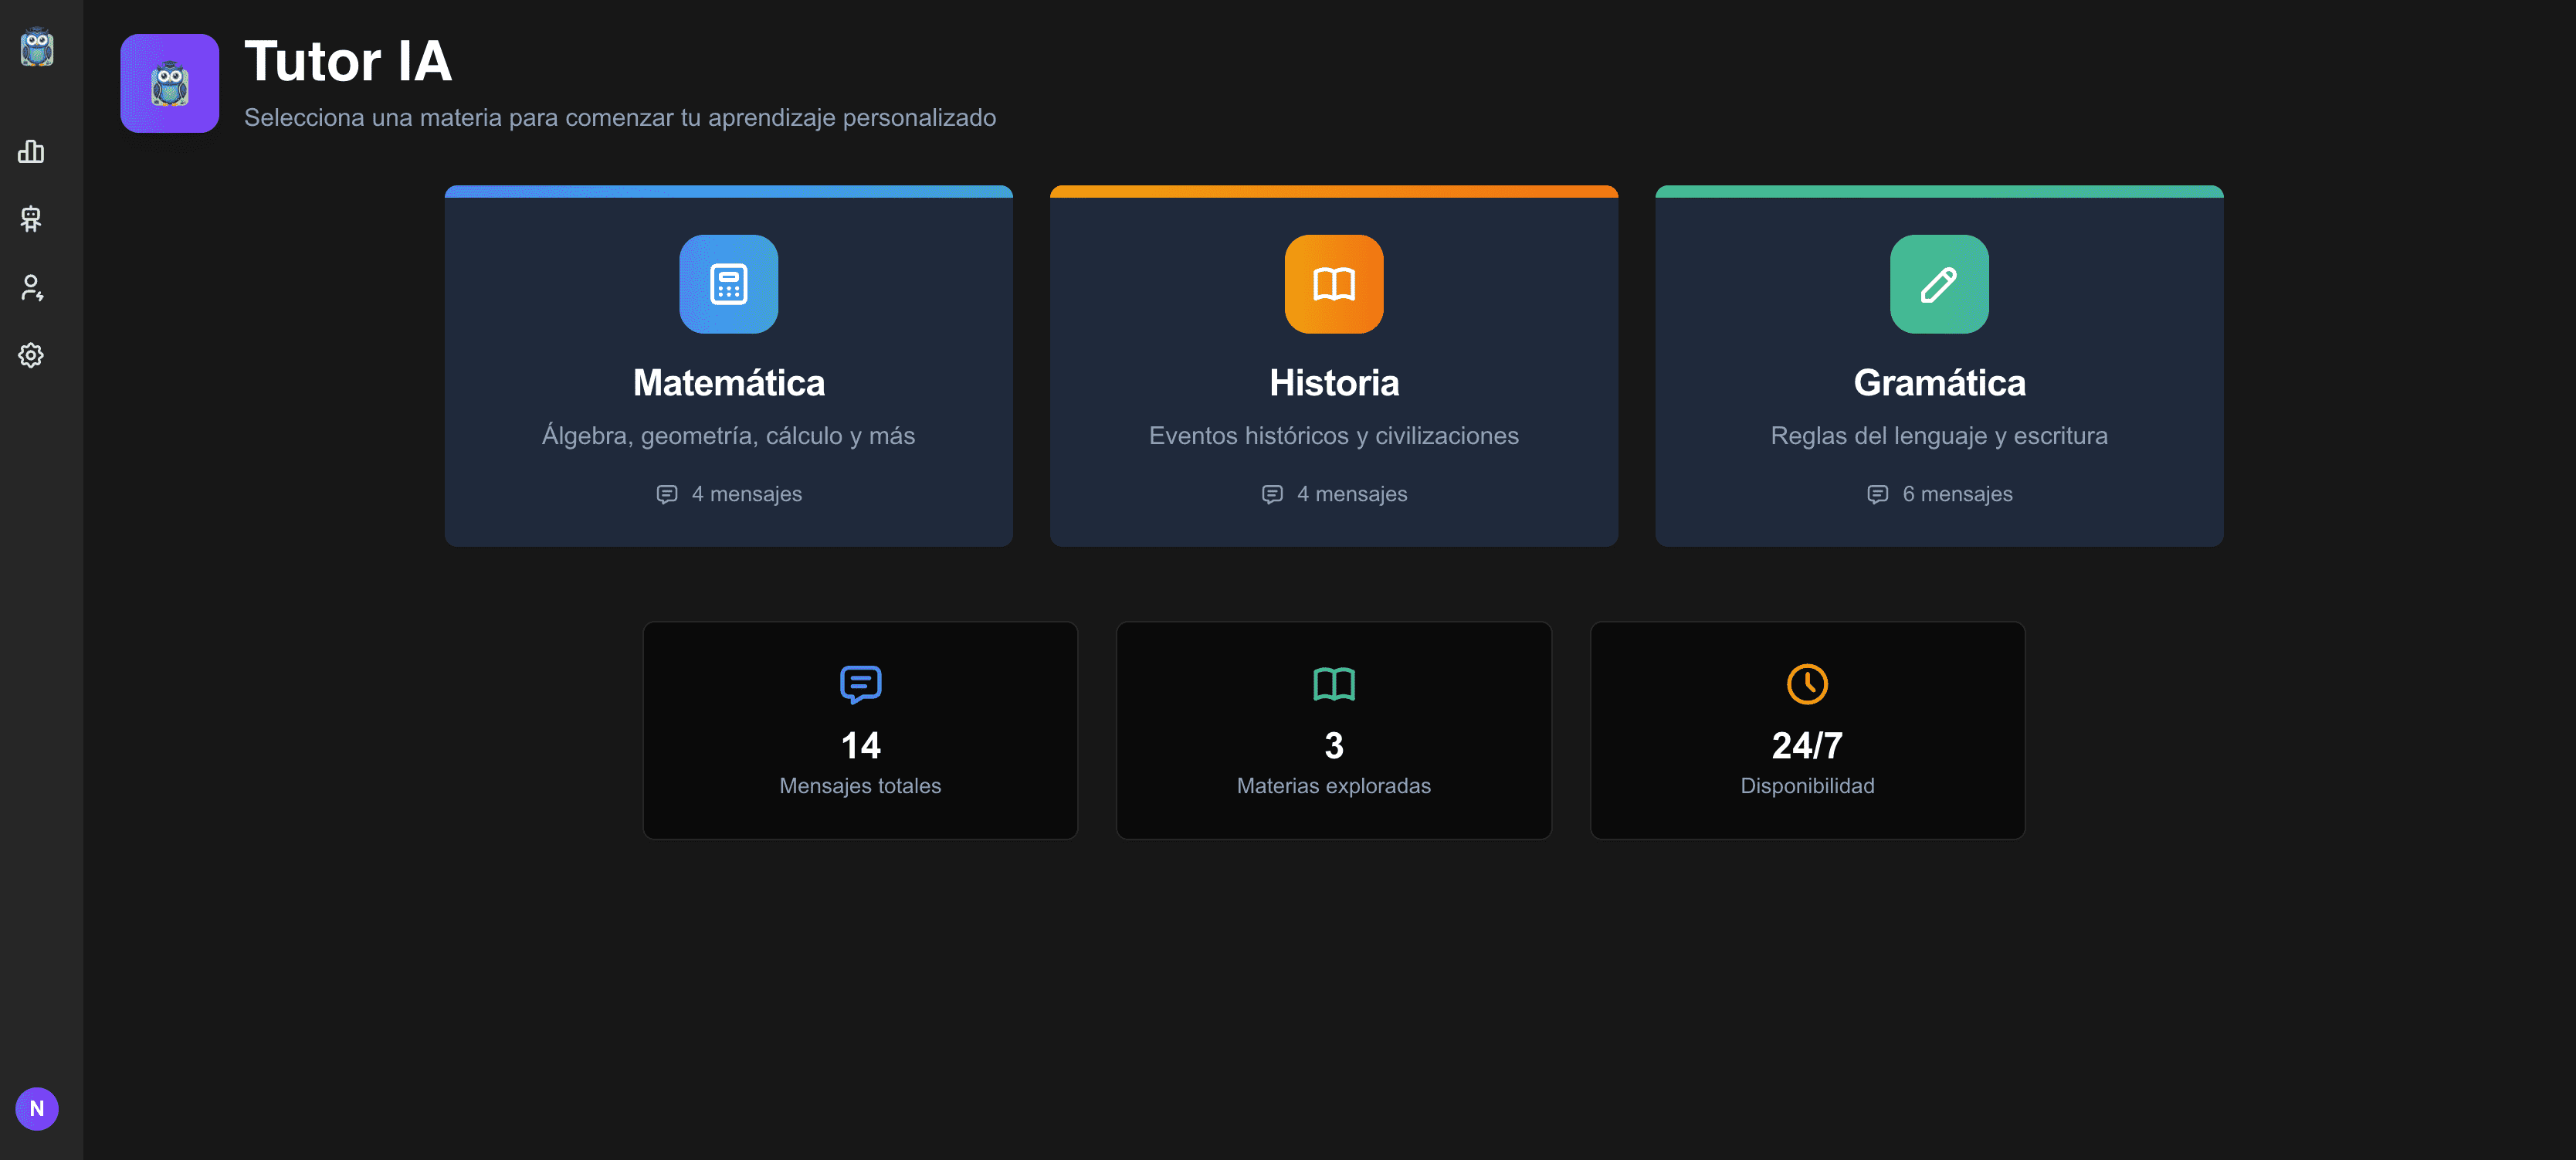 Tutor IA
Selecciona una materia para comenzar tu aprendizaje personalizado
Matemática
Álgebra, geometría, cálculo y más
4 mensajes
Historia
Eventos históricos y civilizaciones
4 mensajes
Gramática
Reglas del lenguaje y escritura
6 mensajes
14
Mensajes totales
3
Materias exploradas
24/7
Disponibilidad
N